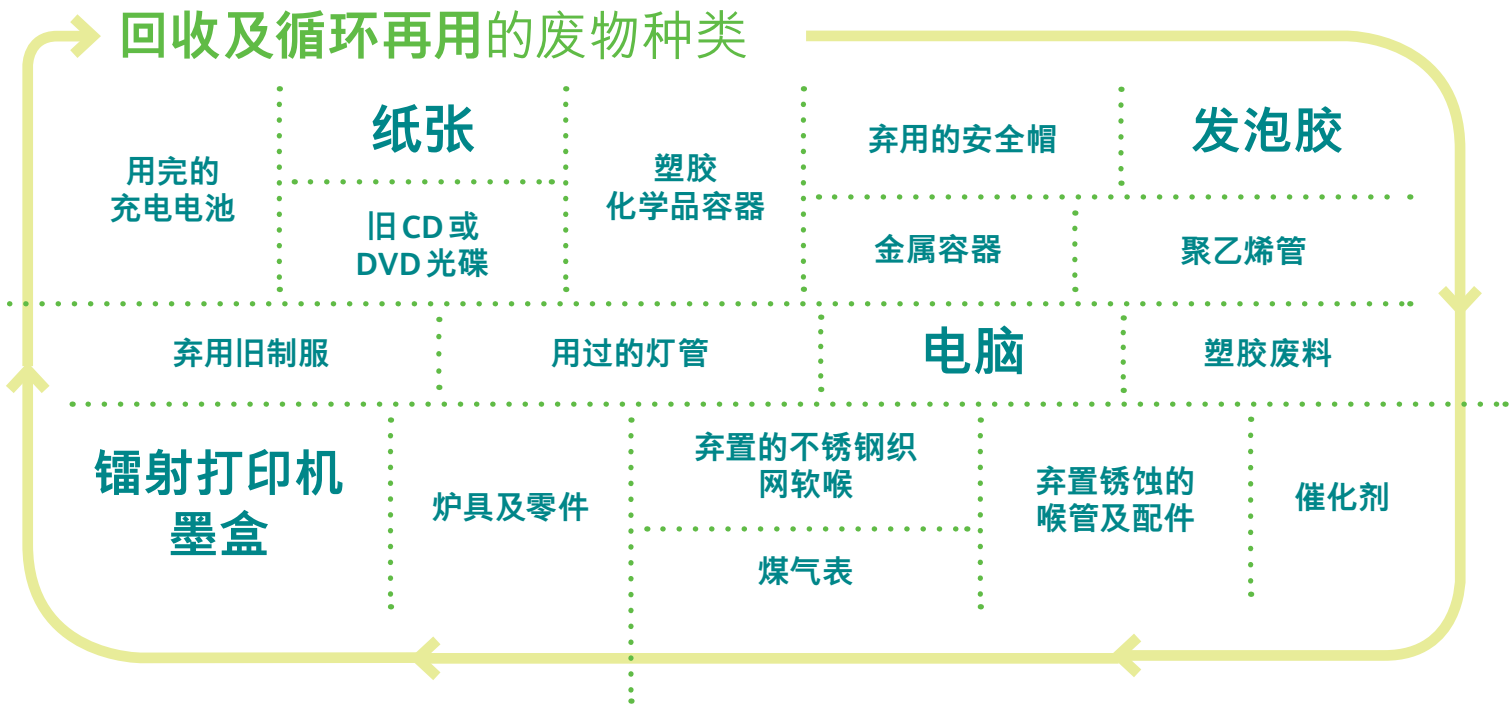 回收及循环再用的废物种类
用完的
充电电池
纸张
旧CD或
DVD光碟
塑胶
化学品容器
弃用的安全帽
发泡胶
金属容器
聚乙烯管
弃用旧制服
用过的灯管
电脑
塑胶废料
镭射打印机
墨盒
炉具及零件
弃置的不锈钢织
网软喉
煤气表
弃置锈蚀的
喉管及配件
催化剂